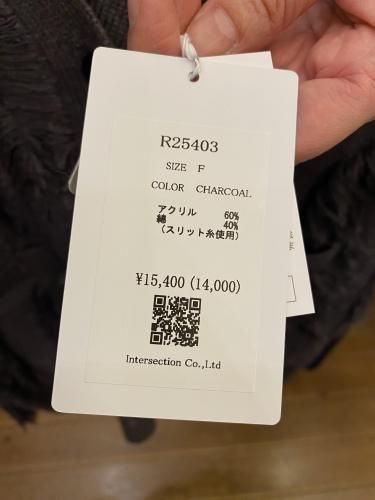 R25403
SIZE F
COLOR CHARCOAL
アクリル 60%
綿 40%
(スリット糸使用)
¥15,400 (14,000)
Intersection Co.,Ltd